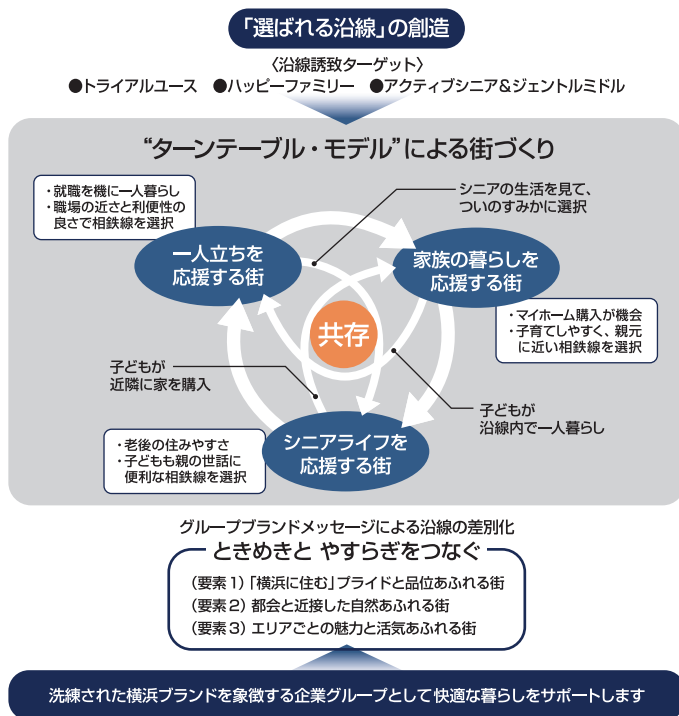 「選ばれる沿線」の創造
〈沿線誘致ターゲット〉
●トライアルユース ●ハッピーファミリー ●アクティブシニア&ジェントルミドル
“ターンテーブル・モデル”による街づくり
・就職を機に一人暮らし
・職場の近さと利便性の
良さで相鉄線を選択
シニアの生活を見て、
ついのすみかに選択
一人立ちを
応援する街
家族の暮らしを
応援する街
・マイホーム購入が機会
・子育てしやすく、親元
に近い相鉄線を選択
共存
子どもが
近隣に家を購入
子どもが
沿線内で一人暮らし
シニアライフを
応援する街
・老後の住みやすさ
・子どもも親の世話に
便利な相鉄線を選択
グループブランドメッセージによる沿線の差別化
ときめきと やすらぎをつなぐ
（要素1）「横浜に住む」プライドと品位あふれる街
（要素2）都会と近接した自然あふれる街
（要素3）エリアごとの魅力と活気あふれる街
洗練された横浜ブランドを象徴する企業グループとして快適な暮らしをサポートします